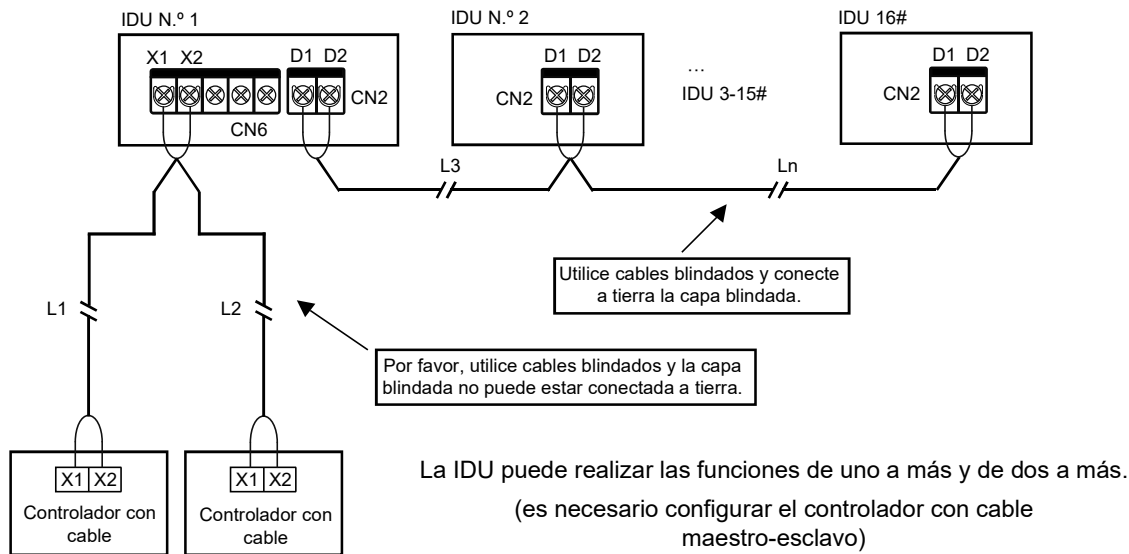 IDU N.º 1
IDU N.º 2
IDU 16#
X1 X2
D1 D2
CN2
CN6
D1 D2
CN2
...
IDU 3-15#
D1 D2
CN2
L3
Ln
Utilice cables blindados y conecte
a tierra la capa blindada.
L1
L2
Por favor, utilice cables blindados y la capa
blindada no puede estar conectada a tierra.
X1 X2
Controlador con
cable
X1 X2
Controlador con
cable
La IDU puede realizar las funciones de uno a más y de dos a más.
(es necesario configurar el controlador con cable
maestro-esclavo)